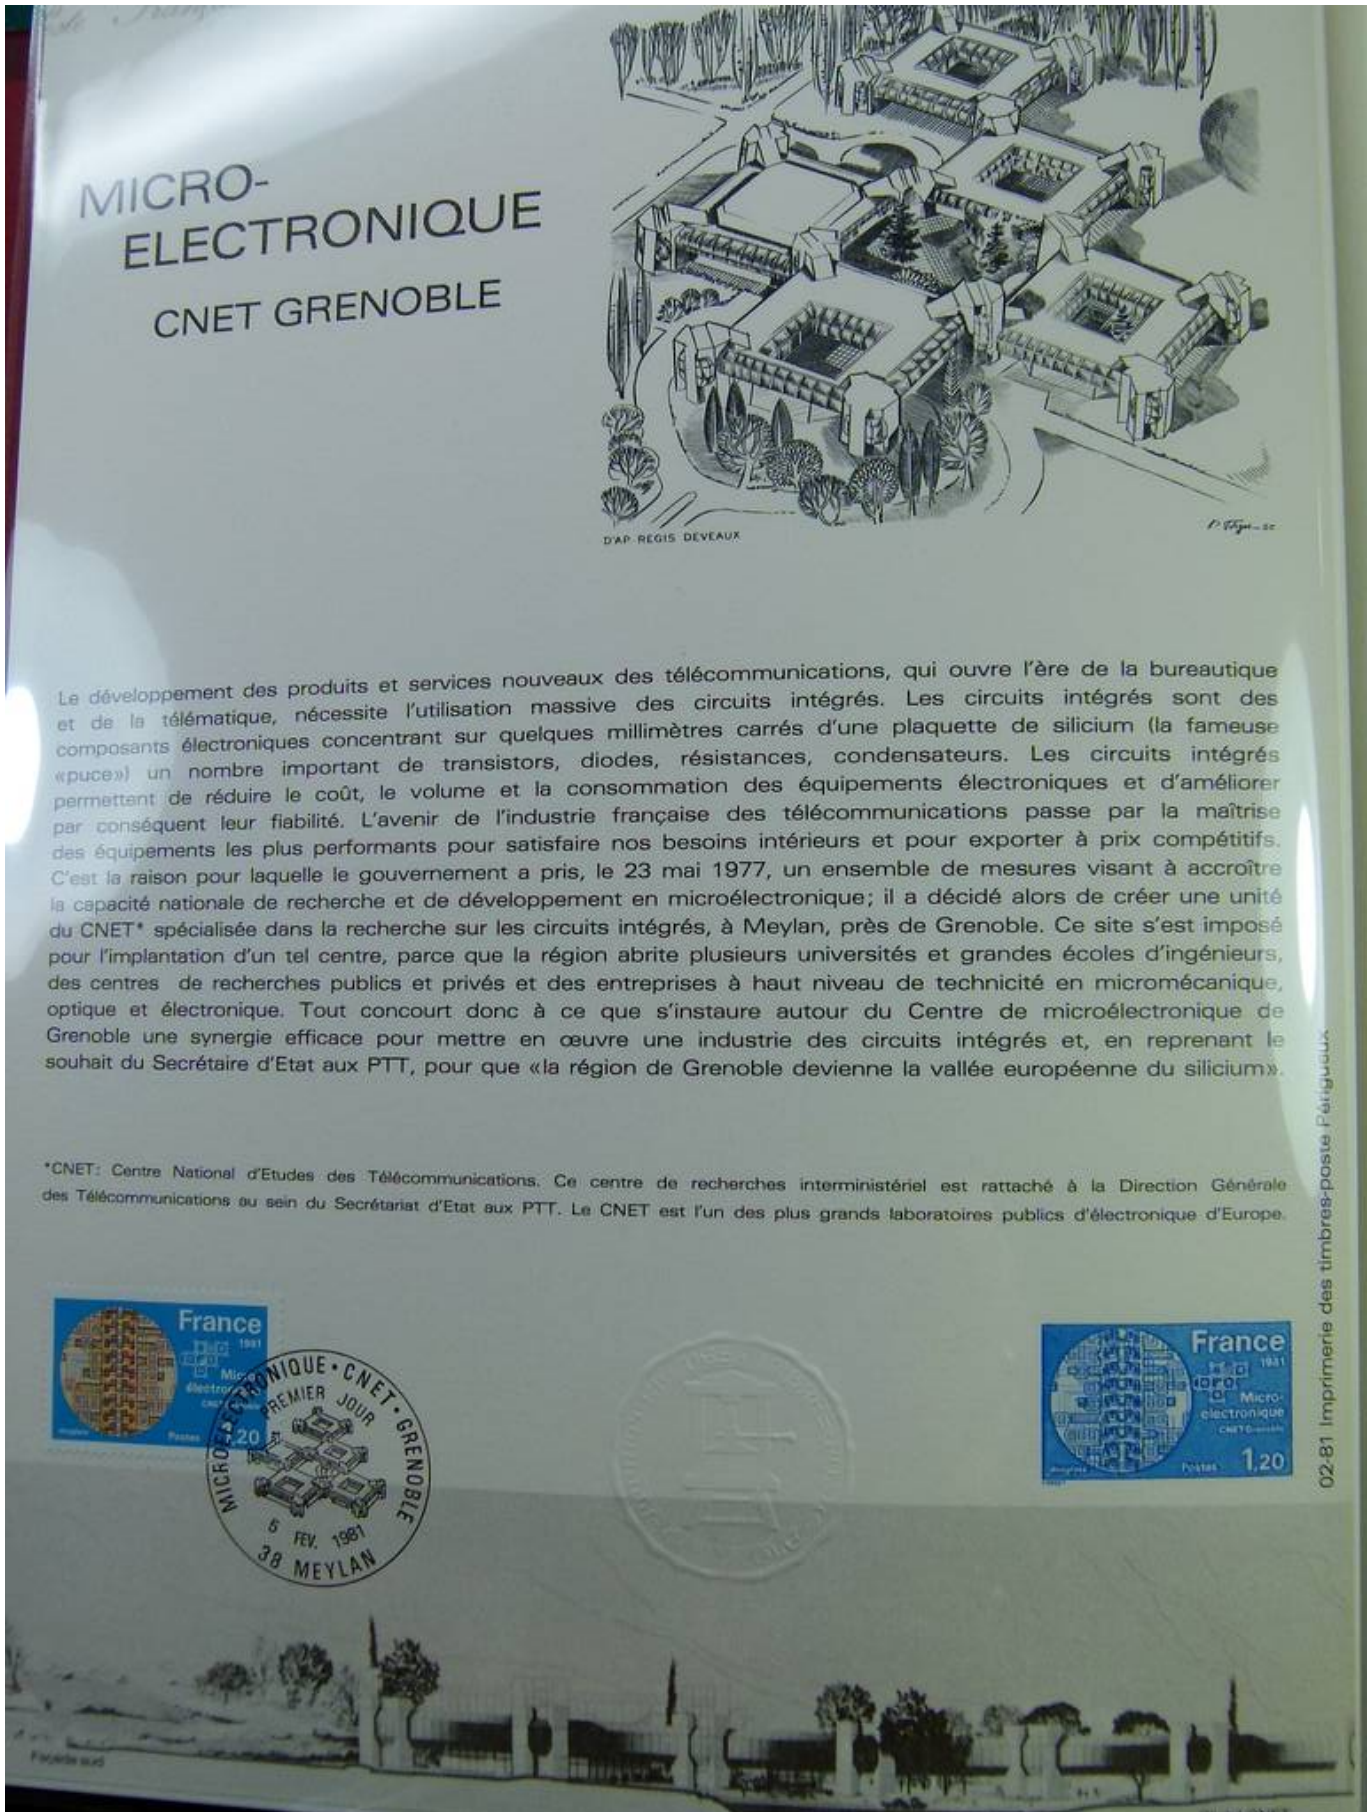 MICRO-
ELECTRONIQUE
CNET GRENOBLE
D'AP. REGIS DEVEAUX
Le développement des produits et services nouveaux des télécommunications, qui ouvre l'ère de la bureautique
et de la télématique, nécessite l'utilisation massive des circuits intégrés. Les circuits intégrés sont des
composants électroniques concentrant sur quelques millimètres carrés d'une plaquette de silicium (la fameuse
«puce») un nombre important de transistors, diodes, résistances, condensateurs. Les circuits intégrés
permettent de réduire le coût, le volume et la consommation des équipements électroniques et d'améliorer
par conséquent leur fiabilité. L'avenir de l'industrie française des télécommunications passe par la maîtrise
des équipements les plus performants pour satisfaire nos besoins intérieurs et pour exporter à prix compétitifs.
C'est la raison pour laquelle le gouvernement a pris, le 23 mai 1977, un ensemble de mesures visant à accroître
la capacité nationale de recherche et de développement en microélectronique; il a décidé alors de créer une unité
du CNET* spécialisée dans la recherche sur les circuits intégrés, à Meylan, près de Grenoble. Ce site s'est imposé
pour l'implantation d'un tel centre, parce que la région abrite plusieurs universités et grandes écoles d'ingénieurs,
des centres de recherches publics et privés et des entreprises à haut niveau de technicité en micromécanique,
optique et électronique. Tout concourt donc à ce que s'instaure autour du Centre de microélectronique de
Grenoble une synergie efficace pour mettre en œuvre une industrie des circuits intégrés et, en reprenant le
souhait du Secrétaire d'Etat aux PTT, pour que «la région de Grenoble devienne la vallée européenne du silicium».
*CNET: Centre National d'Etudes des Télécommunications. Ce centre de recherches interministériel est rattaché à la Direction Générale
des Télécommunications au sein du Secrétariat d'Etat aux PTT. Le CNET est l'un des plus grands laboratoires publics d'électronique d'Europe.
France
1981
Postes
1,20
MICROELECTRONIQUE • CNET • GRENOBLE
PREMIER JOUR
5 FEV. 1981
38 MEYLAN
France
1981
Micro-
electronique
CNET Grenoble
Postes 1,20
02-81 Imprimerie des timbres-poste Périgueux
Façade sud